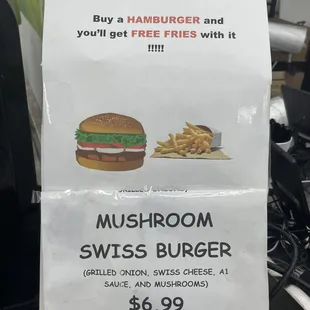 Buy a HAMBURGER and
you'll get FREE FRIES with it
!!!!!
MUSHROOM
SWISS BURGER
(GRILLED ONION, SWISS CHEESE, A1
SAUCE, AND MUSHROOMS)
$6.99